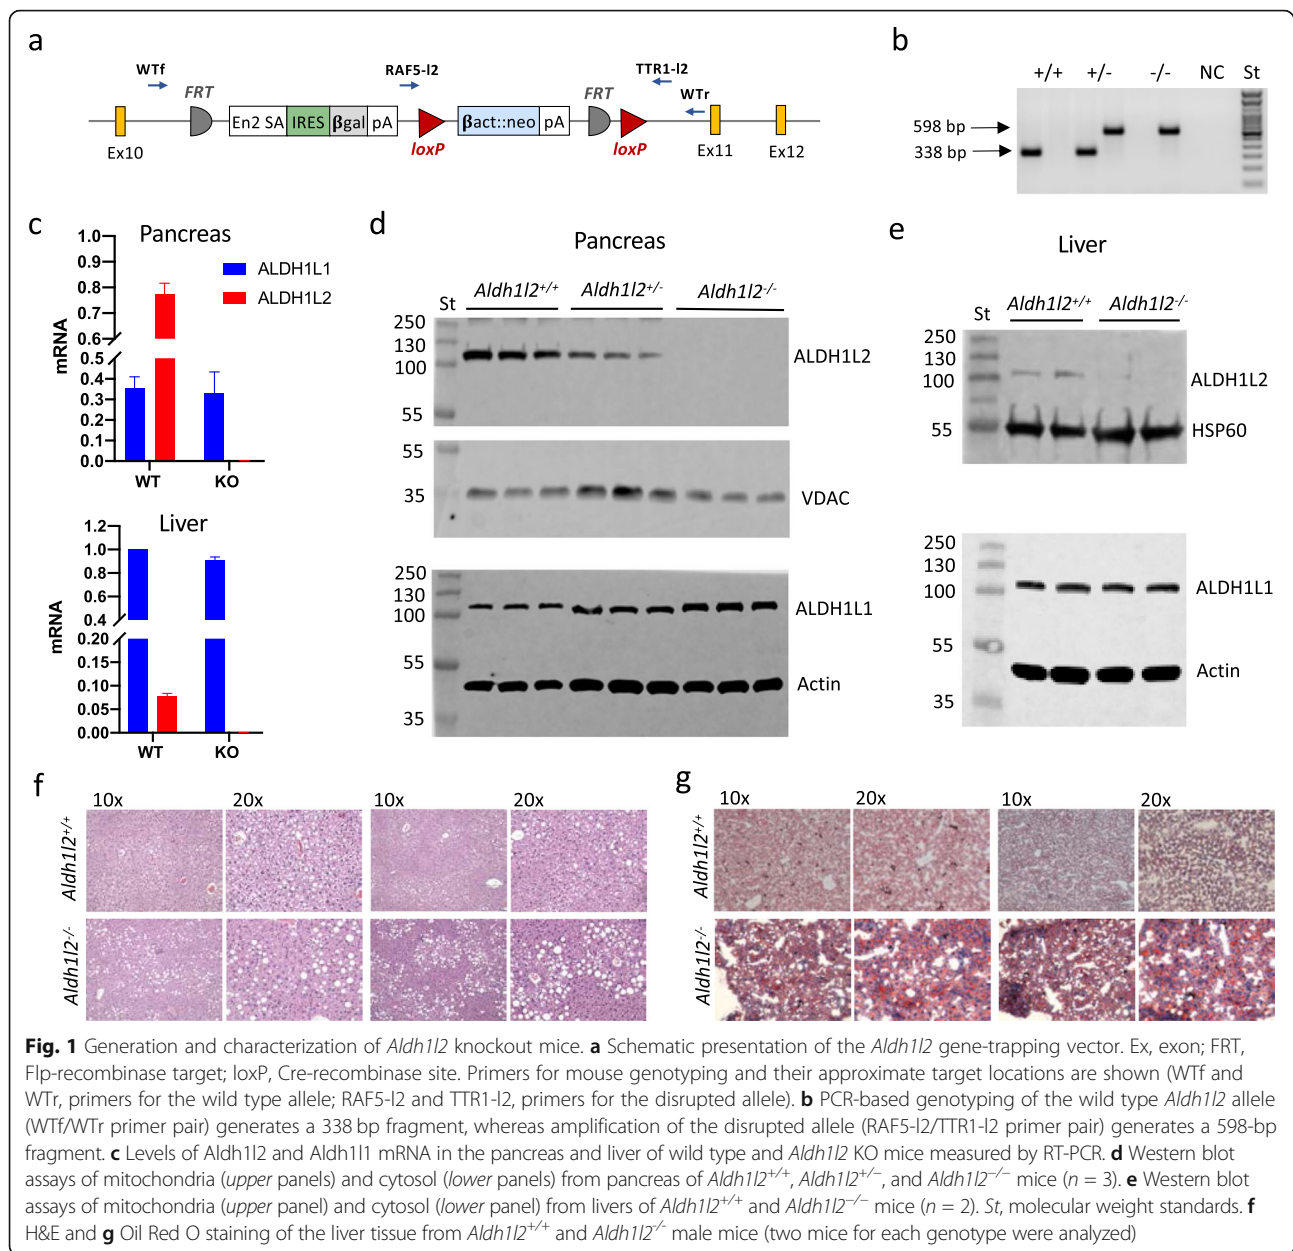 a
WTf
RAF5-l2
TTR1-l2
FRT
FRT
WTr
En2 SA
IRES
βgal
pA
βact::neo
pA
Ex10
loxP
loxP
Ex11
Ex12
b
+/+
+/-
-/-
NC
St
598 bp
338 bp
c
Pancreas
1.0
0.9
0.8
0.7
0.6
0.5
0.4
0.3
0.2
0.1
0.0
mRNA
ALDH1L1
ALDH1L2
WT
KO
Liver
1.2
1.0
0.8
0.6
0.4
0.20
0.15
0.10
0.05
0.00
mRNA
WT
KO
d
Pancreas
St
Aldh1l2+/+
Aldh1l2+/-
Aldh1l2-/-
250
130
100
55
ALDH1L2
55
35
VDAC
250
130
100
55
35
ALDH1L1
Actin
e
Liver
St
Aldh1l2+/+
Aldh1l2-/-
250
130
100
55
ALDH1L2
HSP60
250
130
100
55
35
ALDH1L1
Actin
f
10x
20x
10x
20x
Aldh1l2+/+
Aldh1l2-/-
g
10x
20x
10x
20x
Aldh1l2+/+
Aldh1l2-/-
Fig. 1 Generation and characterization of Aldh1l2 knockout mice. a Schematic presentation of the Aldh1l2 gene-trapping vector. Ex, exon; FRT,
Flp-recombinase target; loxP, Cre-recombinase site. Primers for mouse genotyping and their approximate target locations are shown (WTf and
WTr, primers for the wild type allele; RAF5-l2 and TTR1-l2, primers for the disrupted allele). b PCR-based genotyping of the wild type Aldh1l2 allele
(WTf/WTr primer pair) generates a 338 bp fragment, whereas amplification of the disrupted allele (RAF5-l2/TTR1-l2 primer pair) generates a 598-bp
fragment. c Levels of Aldh1l2 and Aldh1l1 mRNA in the pancreas and liver of wild type and Aldh1l2 KO mice measured by RT-PCR. d Western blot
assays of mitochondria (upper panels) and cytosol (lower panels) from pancreas of Aldh1l2+/+, Aldh1l2+/−, and Aldh1l2−/− mice (n = 3). e Western blot
assays of mitochondria (upper panel) and cytosol (lower panel) from livers of Aldh1l2+/+ and Aldh1l2−/− mice (n = 2). St, molecular weight standards. f
H&E and g Oil Red O staining of the liver tissue from Aldh1l2+/+ and Aldh1l2-/- male mice (two mice for each genotype were analyzed)